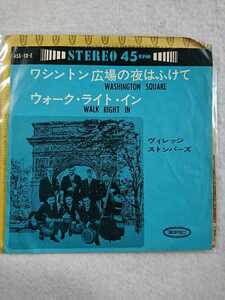 STEREO 45 RPM
ワシントン広場の夜はふけて
WASHINGTON SQUARE
ウォーク・ライト・イン
WALK RIGHT IN
ヴィレッジ
ストンパーズ
EPIC